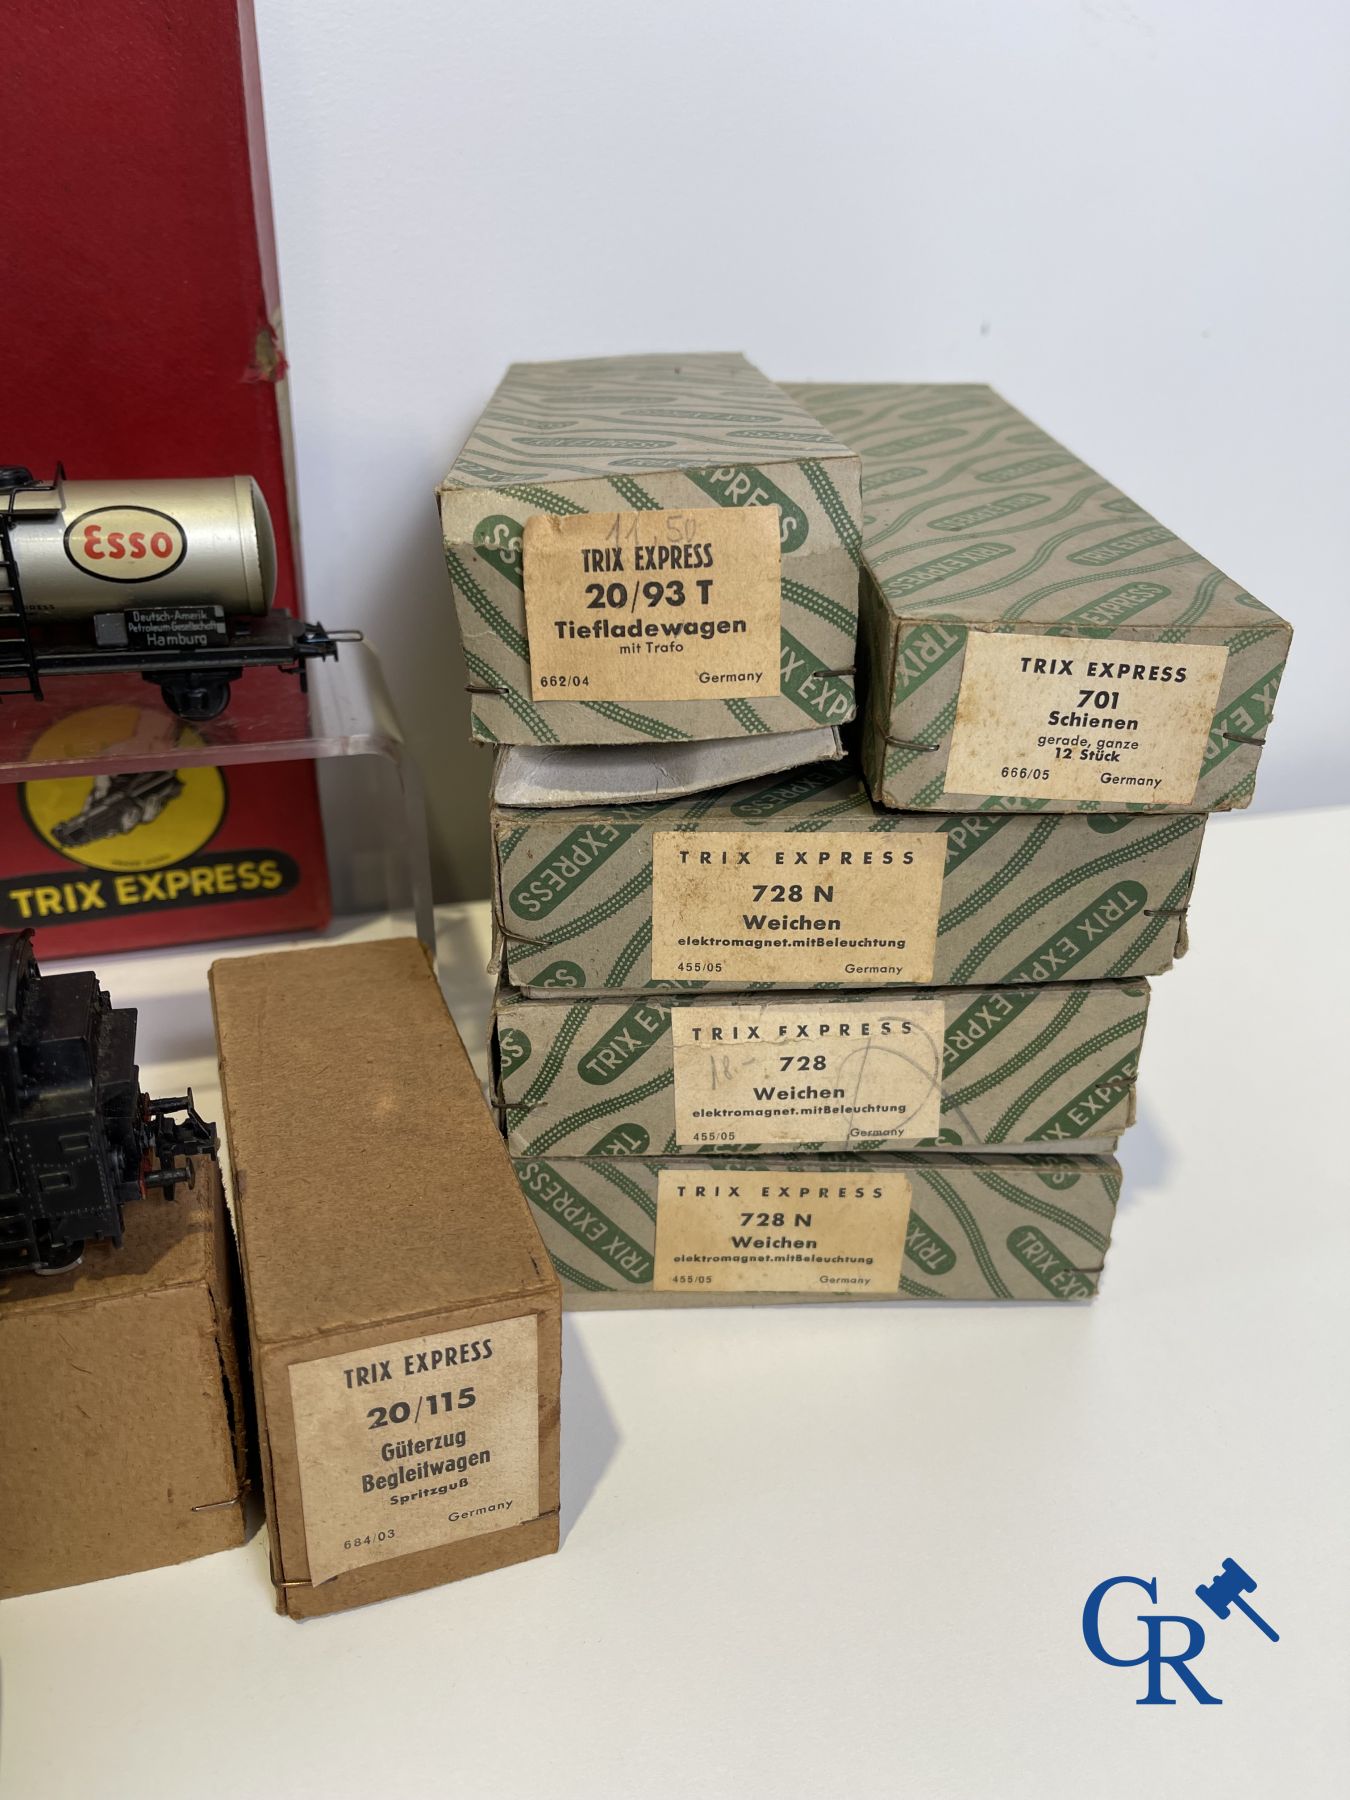 Esso
Deutsch-Amerik.
Petroleum-Gesellschaft
Hamburg
TRIX EXPRESS
11,50
TRIX EXPRESS
20/93 T
Tiefladewagen
mit Trafo
662/04 Germany
TRIX EXPRESS
701
Schienen
gerade, ganze
12 Stück
666/05 Germany
TRIX EXPRESS
728 N
Weichen
elektromagnet.mitBeleuchtung
455/05 Germany
TRIX EXPRESS
18.-
728
Weichen
elektromagnet.mitBeleuchtung
455/05 Germany
TRIX EXPRESS
728 N
Weichen
elektromagnet.mitBeleuchtung
455/05 Germany
TRIX EXPRESS
20/115
Güterzug
Begleitwagen
Spritzguß
684/03 Germany
CR